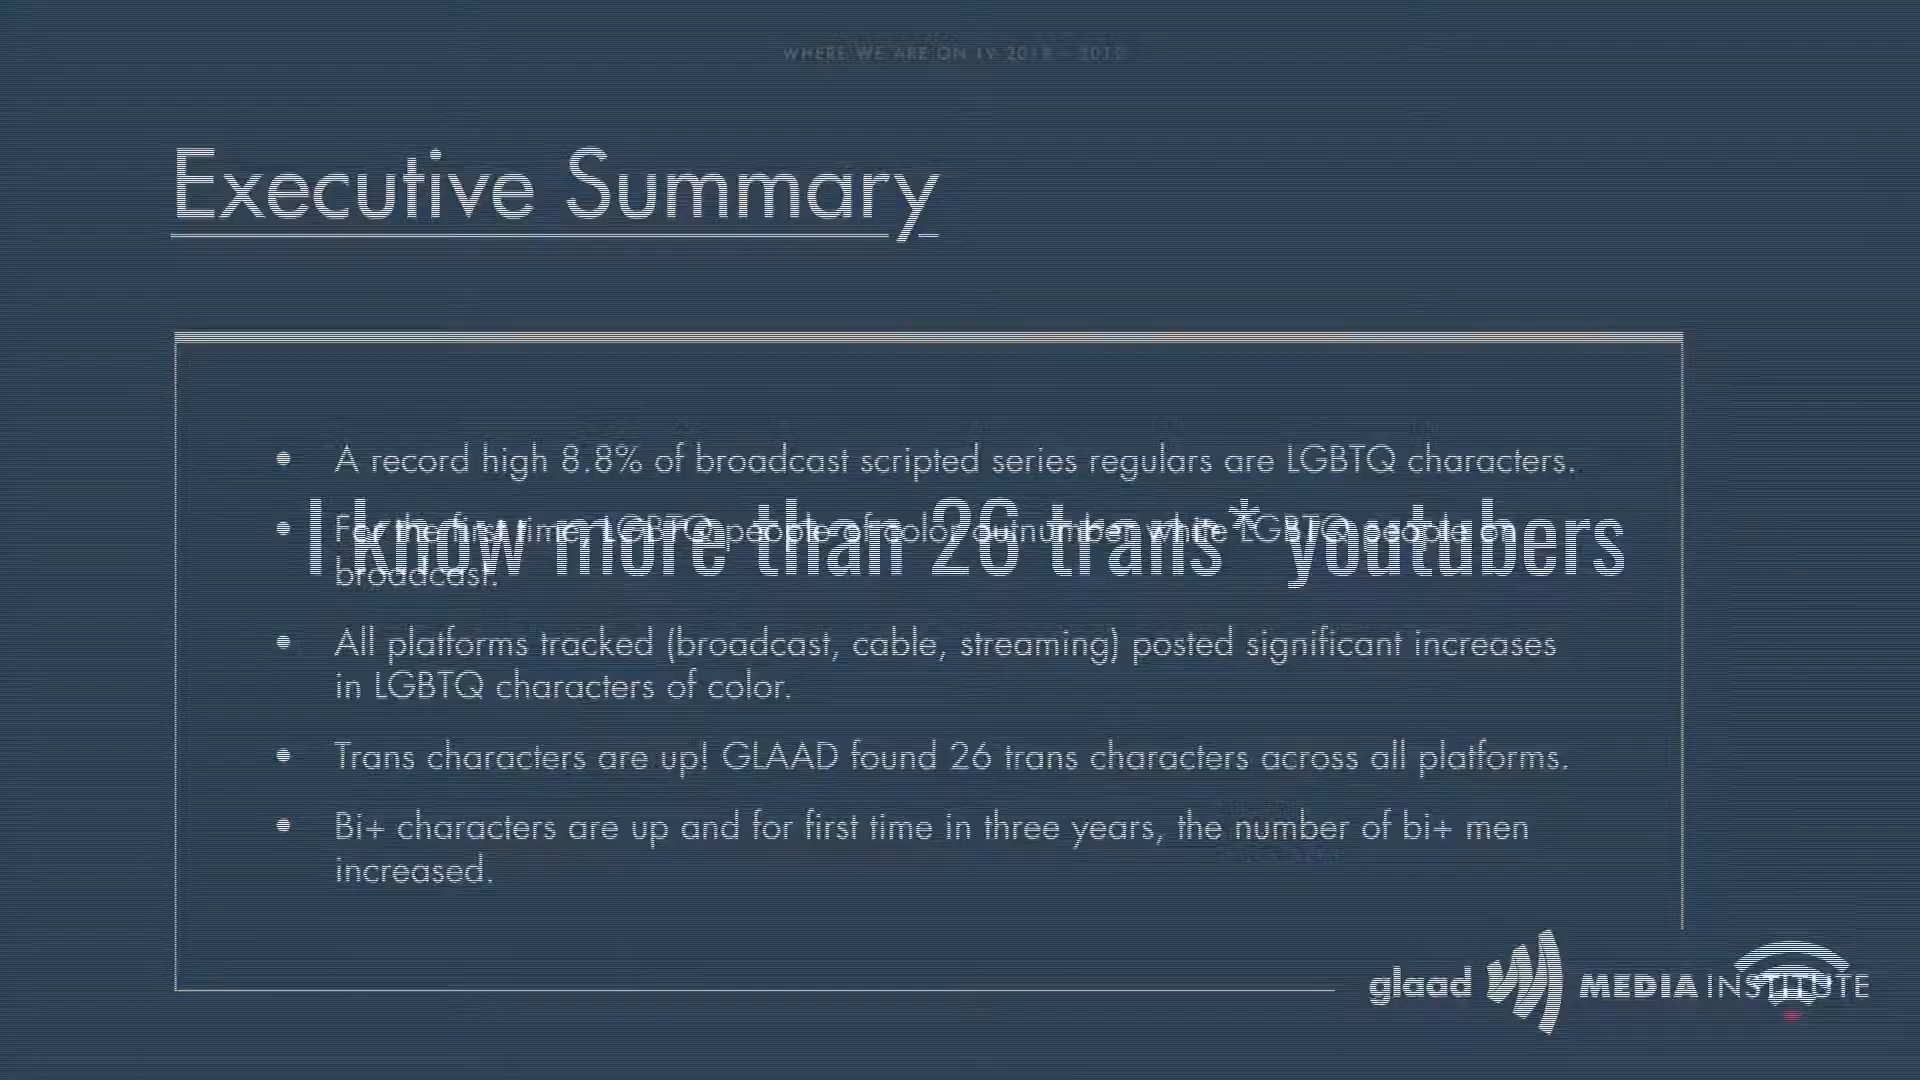 WHERE WE ARE ON TV 2018 – 2019
Executive Summary
• A record high 8.8% of broadcast scripted series regulars are LGBTQ characters.
• For the first time, LGBTQ people of color outnumber white LGBTQ people on
broadcast.
I know more than 26 trans* youtubers
• All platforms tracked (broadcast, cable, streaming) posted significant increases
in LGBTQ characters of color.
• Trans characters are up! GLAAD found 26 trans characters across all platforms.
• Bi+ characters are up and for first time in three years, the number of bi+ men
increased.
glaad MEDIA INSTITUTE